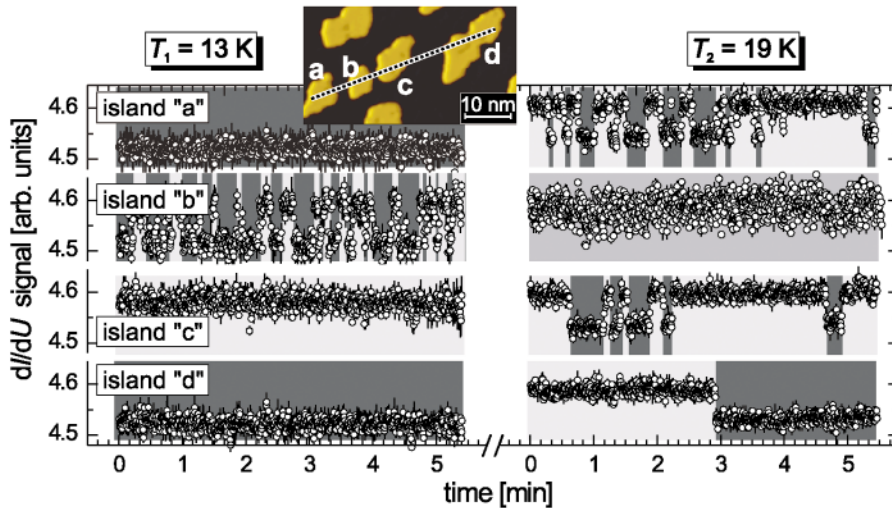 T₁ = 13 K
T₂ = 19 K
a
b
c
d
10 nm
dI/dU signal [arb. units]
4.6
4.5
island "a"
4.6
4.5
island "b"
4.6
4.5
island "c"
4.6
4.5
island "d"
0 1 2 3 4 5 0 1 2 3 4 5
time [min]